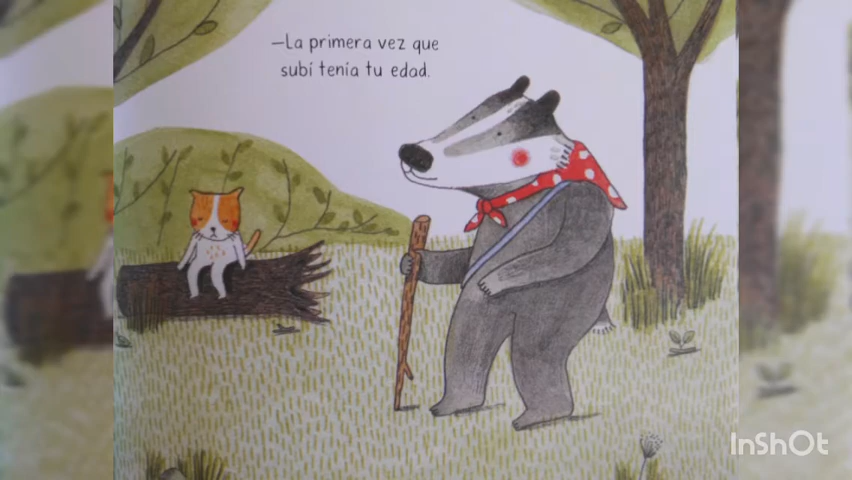 —La primera vez que
subí tenía tu edad.
InShOt